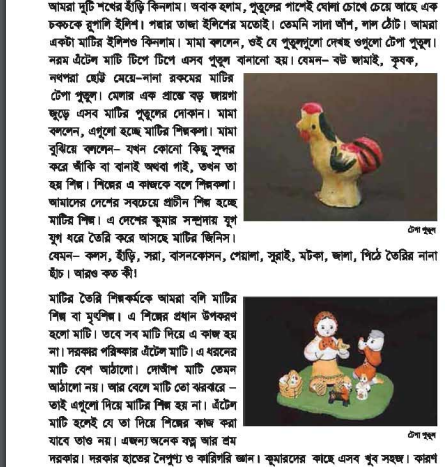 আমরা দুটি শখের হাঁড়ি কিনলাম। অবাক হলাম, পুতুলের পাশেই ঘোলা চোখে চেয়ে আছে এক
চকচকে রূপালি ইলিশ। পদ্মার তাজা ইলিশের মতোই। তেমনি সাদা আঁশ, লাল ঠোঁট। আমরা
একটা মাটির ইলিশও কিনলাম। মামা বললেন, ওই যে পুতুলগুলো দেখছ ওগুলো টেপা পুতুল।
নরম এঁটেল মাটি টিপে টিপে এসব পুতুল বানানো হয়। যেমন– বউ জামাই, কৃষক,
নথপরা ছোট্ট মেয়ে–নানা রকমের মাটির
টেপা পুতুল। মেলার এক প্রান্তে বড় জায়গা
জুড়ে এসব মাটির পুতুলের দোকান। মামা
বললেন, এগুলো হচ্ছে মাটির শিল্পকলা। মামা
বুঝিয়ে বললেন– যখন কোনো কিছু সুন্দর
করে আঁকি বা বানাই অথবা গাই, তখন তা
হয় শিল্প। শিল্পের এ কাজকে বলে শিল্পকলা।
আমাদের দেশের সবচেয়ে প্রাচীন শিল্প হচ্ছে
মাটির শিল্প। এ দেশের কুমার সম্প্রদায় যুগ
যুগ ধরে তৈরি করে আসছে মাটির জিনিস।
টেপা পুতুল
যেমন– কলস, হাঁড়ি, সরা, বাসনকোসন, পেয়ালা, সুরাই, মটকা, জালা, পিঠে তৈরির নানা
ছাঁচ। আরও কত কী!
মাটির তৈরি শিল্পকর্মকে আমরা বলি মাটির
শিল্প বা মৃৎশিল্প। এ শিল্পের প্রধান উপকরণ
হলো মাটি। তবে সব মাটি দিয়ে এ কাজ হয়
না। দরকার পরিষ্কার এঁটেল মাটি। এ ধরনের
মাটি বেশ আঠালো। দোআঁশ মাটি তেমন
আঠালো নয়। আর বেলে মাটি তো ঝরঝরে –
তাই এগুলো দিয়ে মাটির শিল্প হয় না। এঁটেল
মাটি হলেই যে তা দিয়ে শিল্পের কাজ করা
যাবে তাও নয়। এজন্য অনেক যত্ন আর শ্রম
টেপা পুতুল
দরকার। দরকার হাতের নৈপুণ্য ও কারিগরি জ্ঞান। কুমারদের কাছে এসব খুব সহজ। কারণ